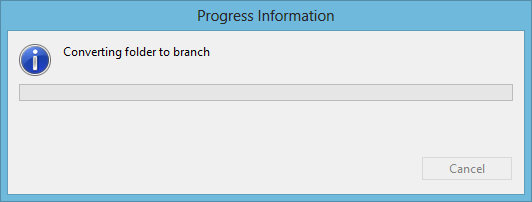 Progress Information
Converting folder to branch
Cancel